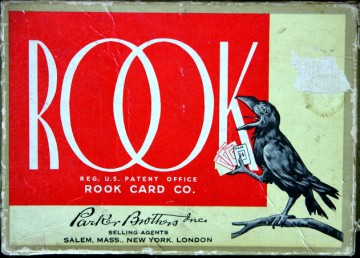 ROOK
REG. U.S. PATENT OFFICE
ROOK CARD CO.
Parker Brothers Inc.
SELLING AGENTS
SALEM, MASS., NEW YORK, LONDON